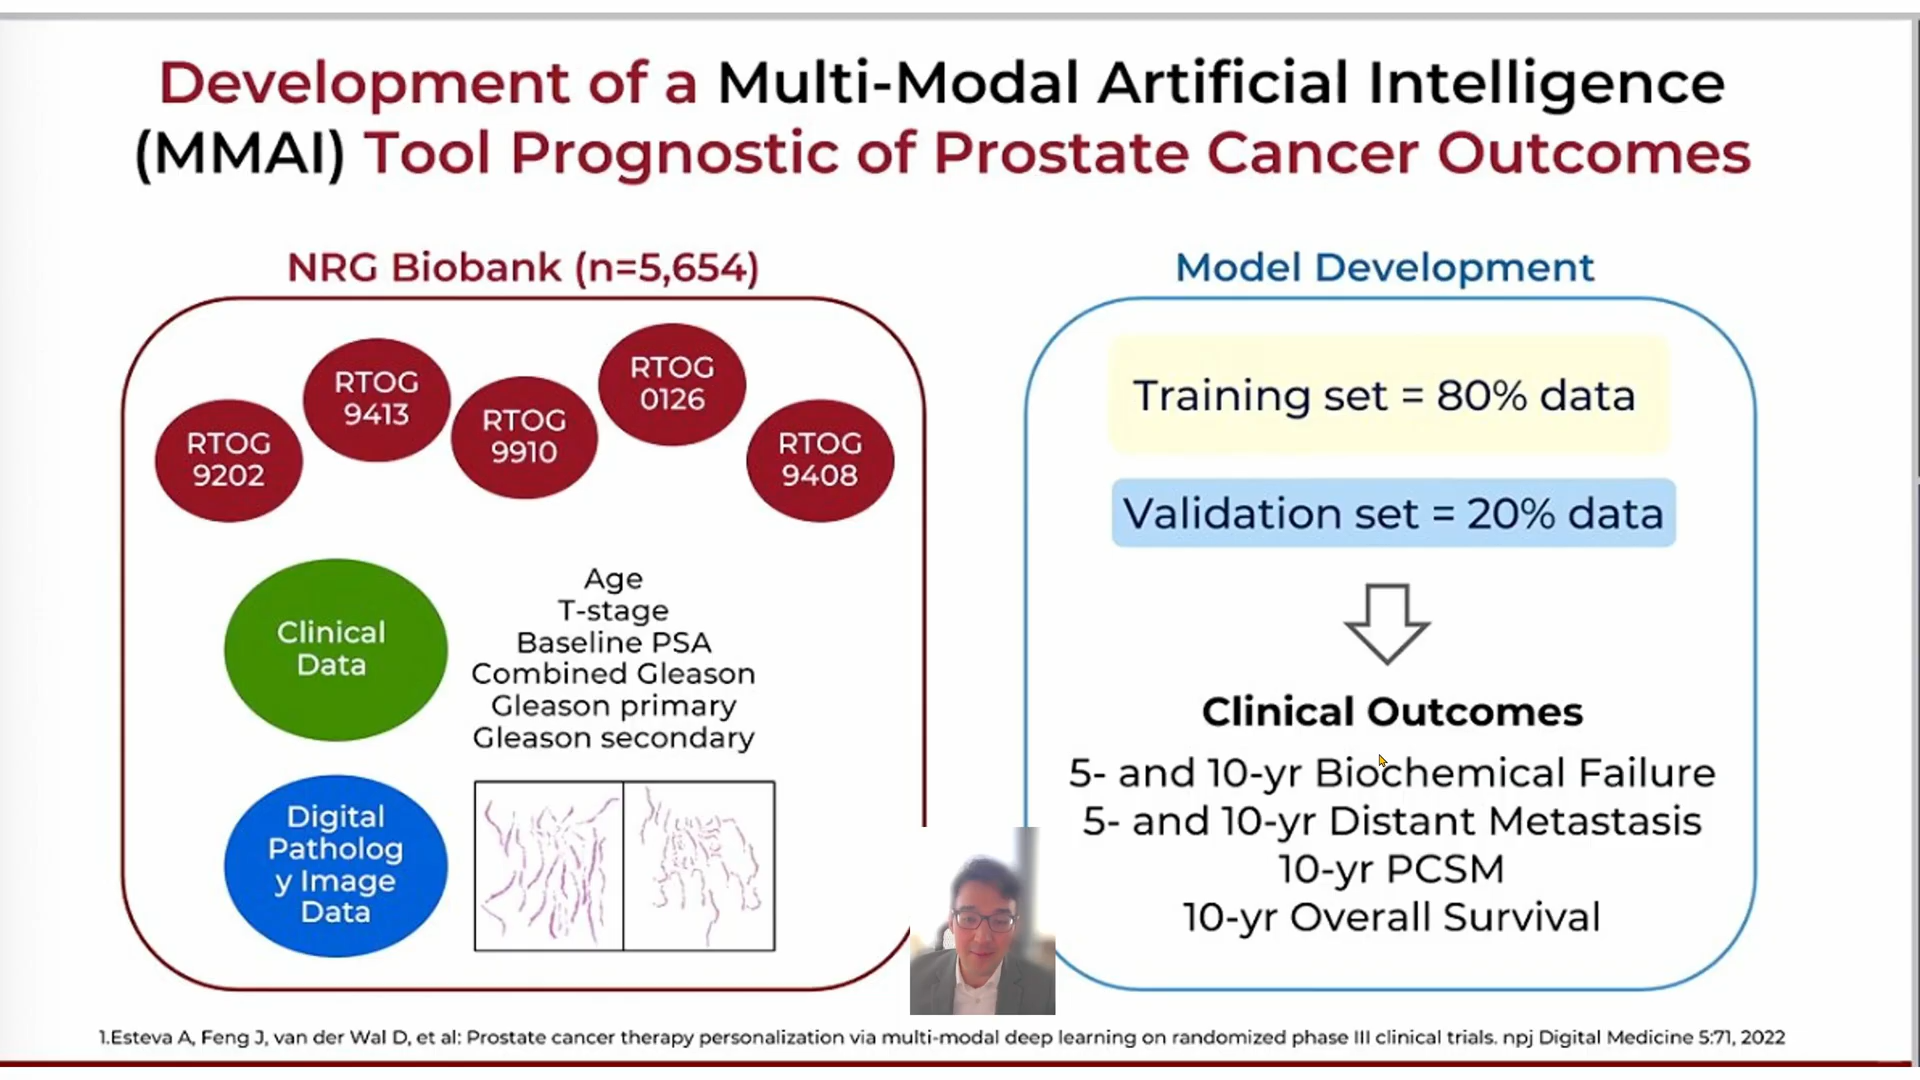 Development of a Multi-Modal Artificial Intelligence
(MMAI) Tool Prognostic of Prostate Cancer Outcomes
NRG Biobank (n=5,654)
RTOG
9202
RTOG
9413
RTOG
9910
RTOG
0126
RTOG
9408
Clinical
Data
Age
T-stage
Baseline PSA
Combined Gleason
Gleason primary
Gleason secondary
Digital
Patholog
y Image
Data
Model Development
Training set = 80% data
Validation set = 20% data
Clinical Outcomes
5- and 10-yr Biochemical Failure
5- and 10-yr Distant Metastasis
10-yr PCSM
10-yr Overall Survival
1.Esteva A, Feng J, van der Wal D, et al: Prostate cancer therapy personalization via multi-modal deep learning on randomized phase III clinical trials. npj Digital Medicine 5:71, 2022